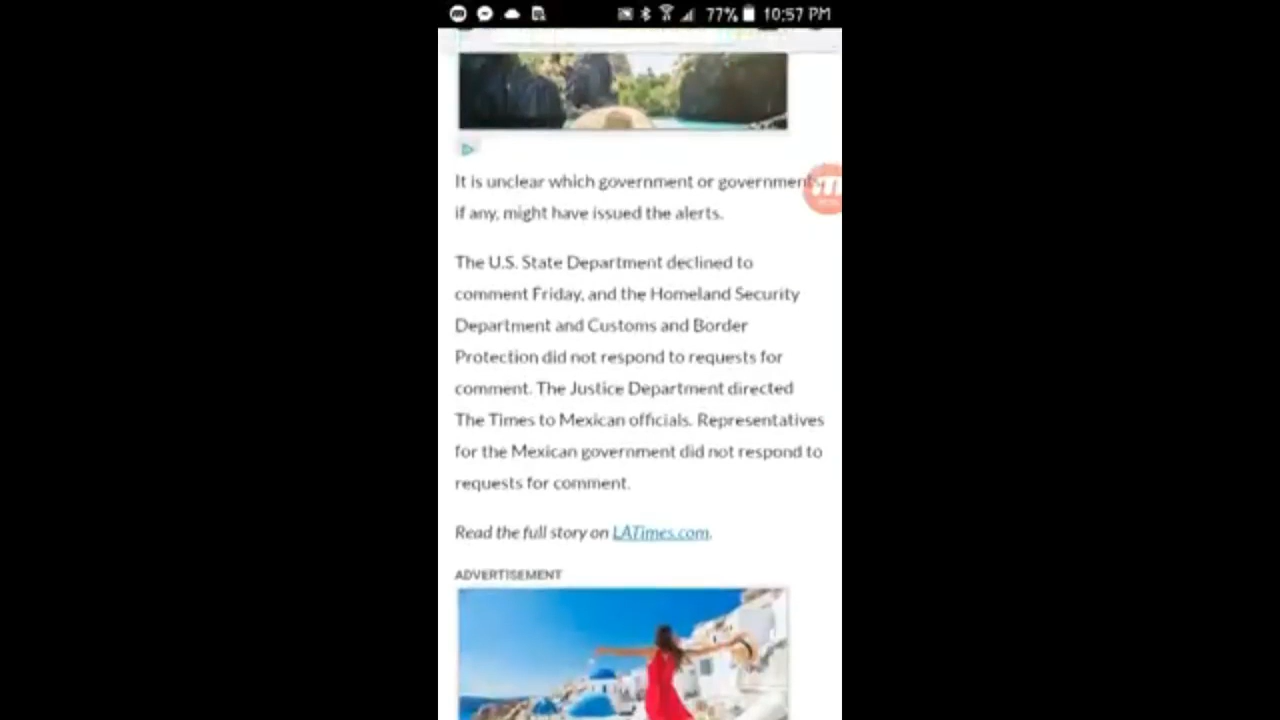 77% 10:57 PM
It is unclear which government or governments,
if any, might have issued the alerts.
The U.S. State Department declined to
comment Friday, and the Homeland Security
Department and Customs and Border
Protection did not respond to requests for
comment. The Justice Department directed
The Times to Mexican officials. Representatives
for the Mexican government did not respond to
requests for comment.
Read the full story on LATimes.com.
ADVERTISEMENT